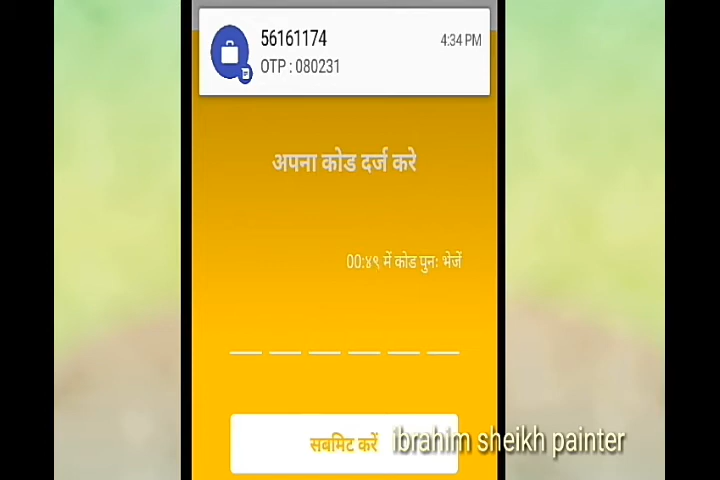 56161174
4:34 PM
OTP : 080231
अपना कोड दर्ज करे
00:४९ में कोड पुनः भेजें
सबमिट करें
ibrahim sheikh painter